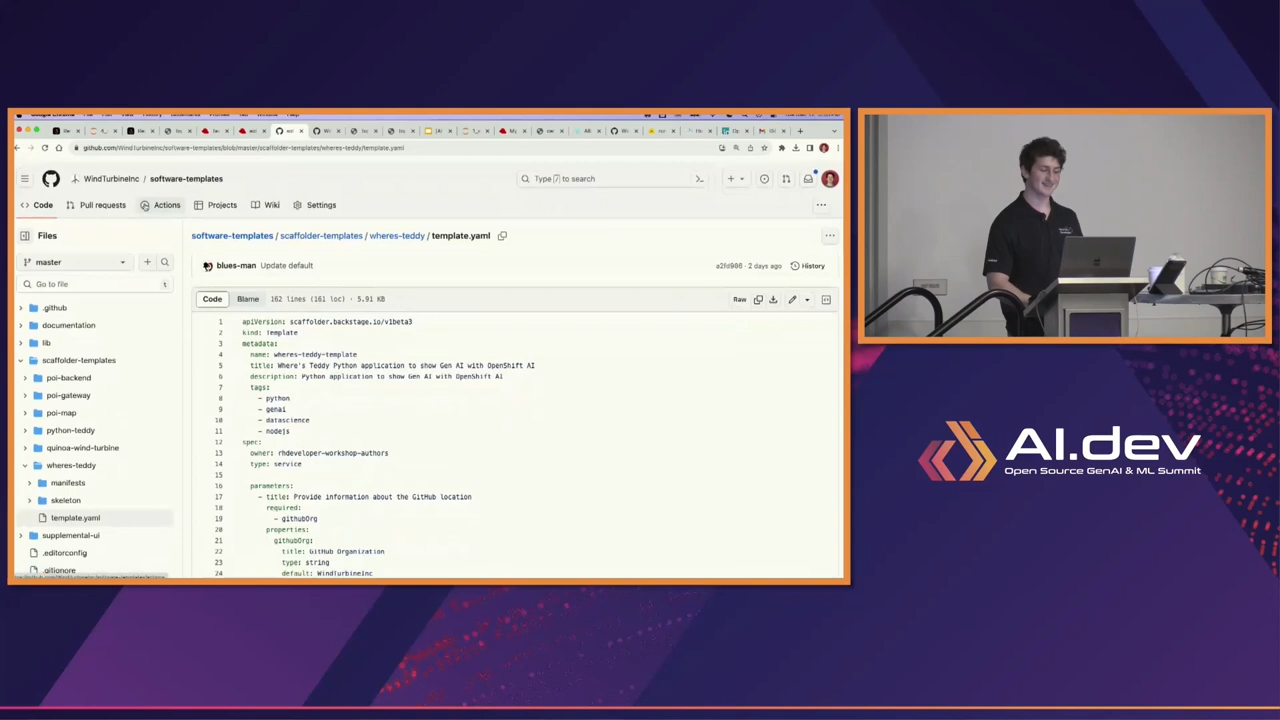 github.com/WindTurbineInc/software-templates/blob/master/scaffolder-templates/wheres-teddy/template.yaml
WindTurbineInc / software-templates
Type / to search
Code
Pull requests
Actions
Projects
Wiki
Settings
Files
software-templates / scaffolder-templates / wheres-teddy / template.yaml
master
blues-man Update default
a2fd906 · 2 days ago
History
Go to file
t
Code
Blame
162 lines (161 loc) · 5.91 KB
Raw
.github
documentation
lib
scaffolder-templates
poi-backend
poi-gateway
poi-map
python-teddy
quinoa-wind-turbine
wheres-teddy
manifests
skeleton
template.yaml
supplemental-ui
.editorconfig
.gitignore
1 apiVersion: scaffolder.backstage.io/v1beta3
2 kind: Template
3 metadata:
4 name: wheres-teddy-template
5 title: Where's Teddy Python application to show Gen AI with OpenShift AI
6 description: Python application to show Gen AI with OpenShift AI
7 tags:
8 - python
9 - genai
10 - datascience
11 - nodejs
12 spec:
13 owner: rhdeveloper-workshop-authors
14 type: service
15
16 parameters:
17 - title: Provide information about the GitHub location
18 required:
19 - githubOrg
20 properties:
21 githubOrg:
22 title: GitHub Organization
23 type: string
24 default: WindTurbineInc
AI.dev
Open Source GenAI & ML Summit